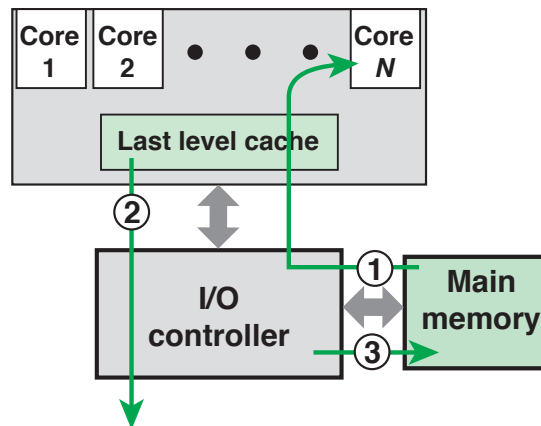 Core
1
Core
2
Core
N
Last level cache
2
1
I/O
controller
Main
memory
3